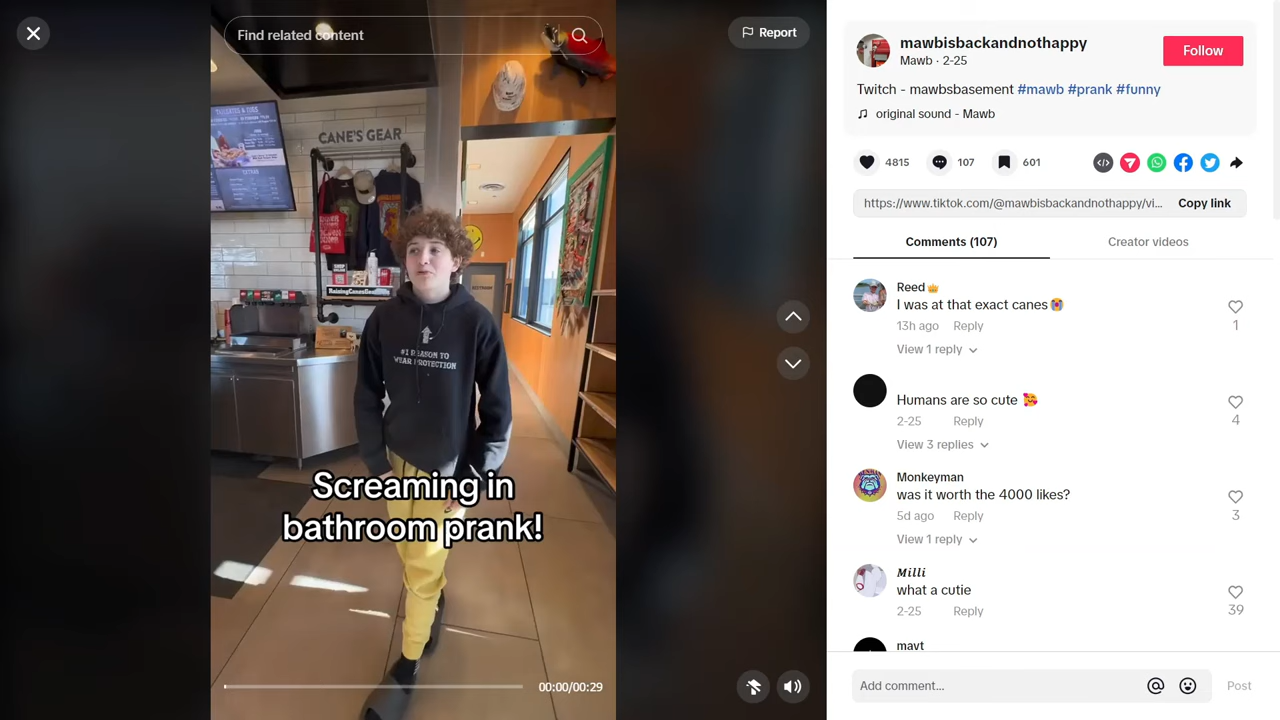 Find related content
Report
CANE'S GEAR
RaisingCanesGear
#1 REASON TO
WEAR PROTECTION
Screaming in
bathroom prank!
00:00/00:29
mawbisbackandnothappy
Mawb · 2-25
Follow
Twitch - mawbsbasement #mawb #prank #funny
original sound - Mawb
4815
107
601
https://www.tiktok.com/@mawbisbackandnothappy/vi...
Copy link
Comments (107)
Creator videos
Reed
I was at that exact canes
13h ago Reply
1
View 1 reply
Humans are so cute 🥰
2-25 Reply
4
View 3 replies
Monkeyman
was it worth the 4000 likes?
5d ago Reply
3
View 1 reply
Milli
what a cutie
2-25 Reply
39
mavt
Add comment...
Post